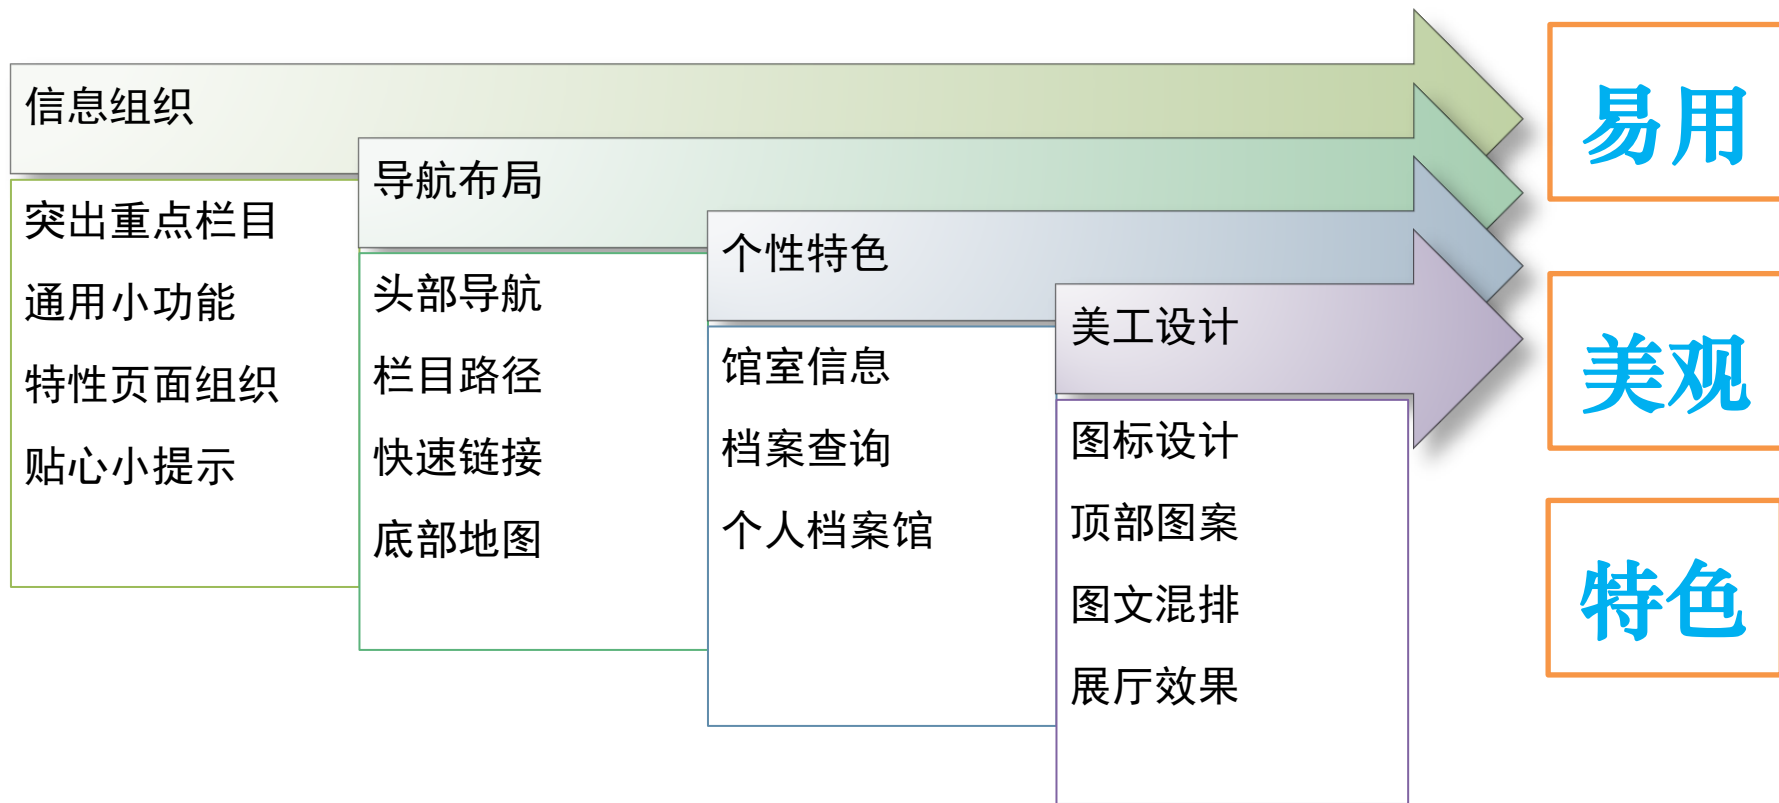 信息组织
突出重点栏目
通用小功能
特性页面组织
贴心小提示
导航布局
头部导航
栏目路径
快速链接
底部地图
个性特色
馆室信息
档案查询
个人档案馆
美工设计
图标设计
顶部图案
图文混排
展厅效果
易用
美观
特色